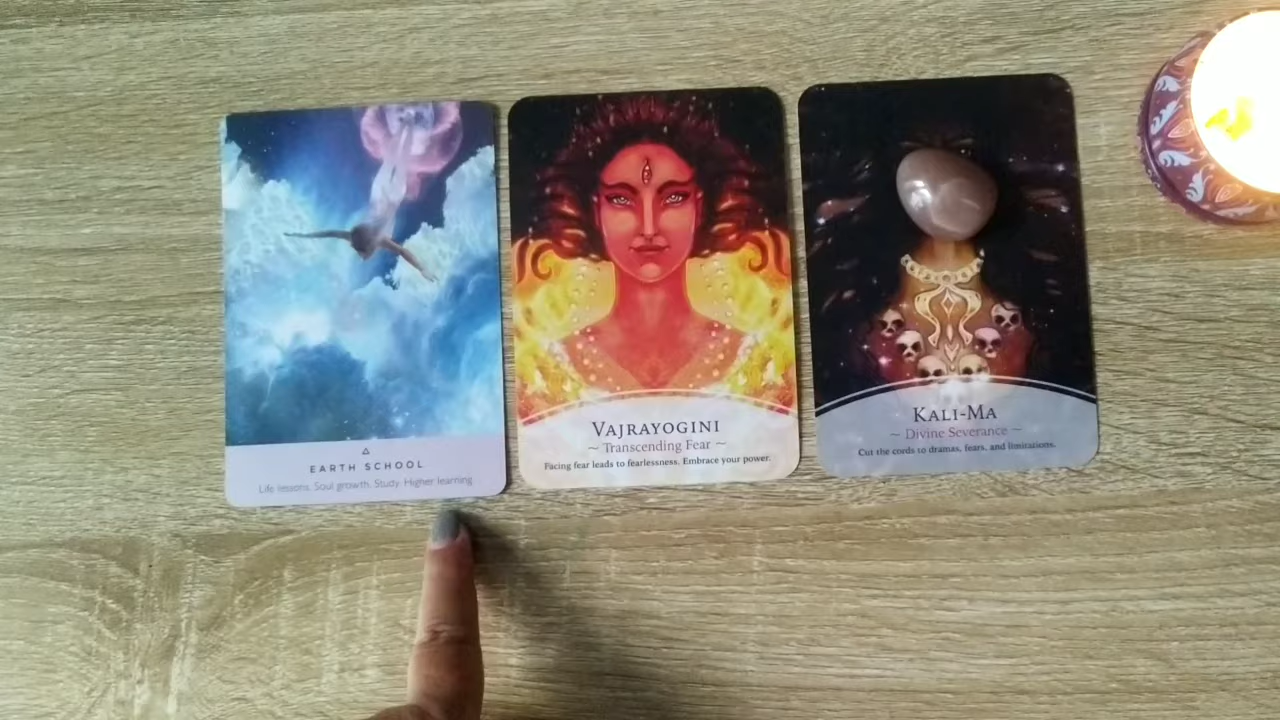 EARTH SCHOOL
Life lessons. Soul growth. Study. Higher learning
VAJRAYOGINI
~ Transcending Fear ~
Facing fear leads to fearlessness. Embrace your power.
KALI-MA
~ Divine Severance ~
Cut the cords to dramas, fears, and limitations.